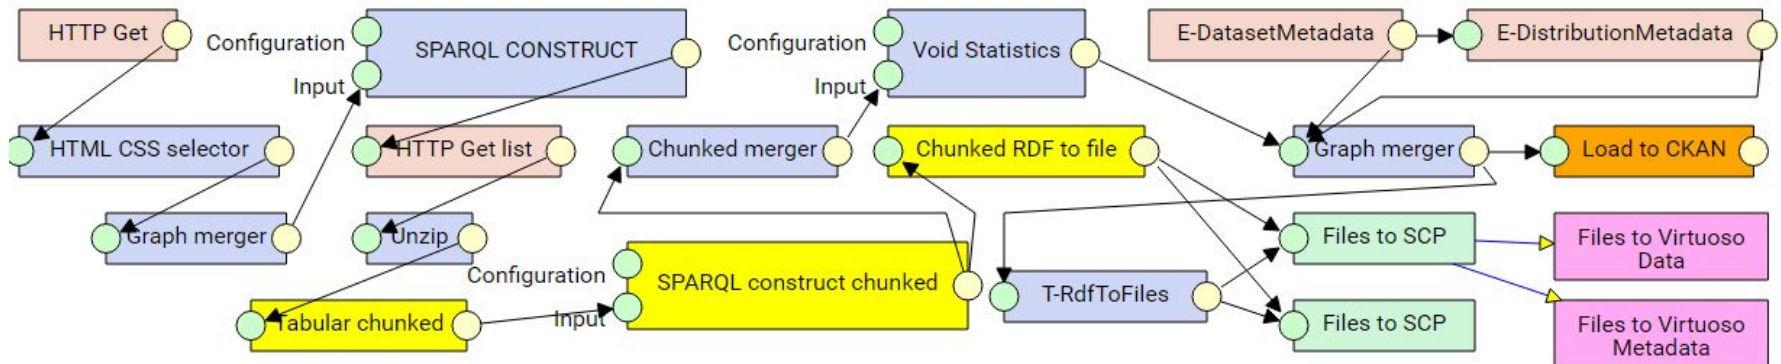 HTTP Get
Configuration
Input
SPARQL CONSTRUCT
Configuration
Input
Void Statistics
E-DatasetMetadata
E-DistributionMetadata
HTML CSS selector
HTTP Get list
Chunked merger
Chunked RDF to file
Graph merger
Load to CKAN
Graph merger
Unzip
Configuration
Input
SPARQL construct chunked
Files to SCP
Files to Virtuoso
Data
T-RdfToFiles
Tabular chunked
Files to SCP
Files to Virtuoso
Metadata